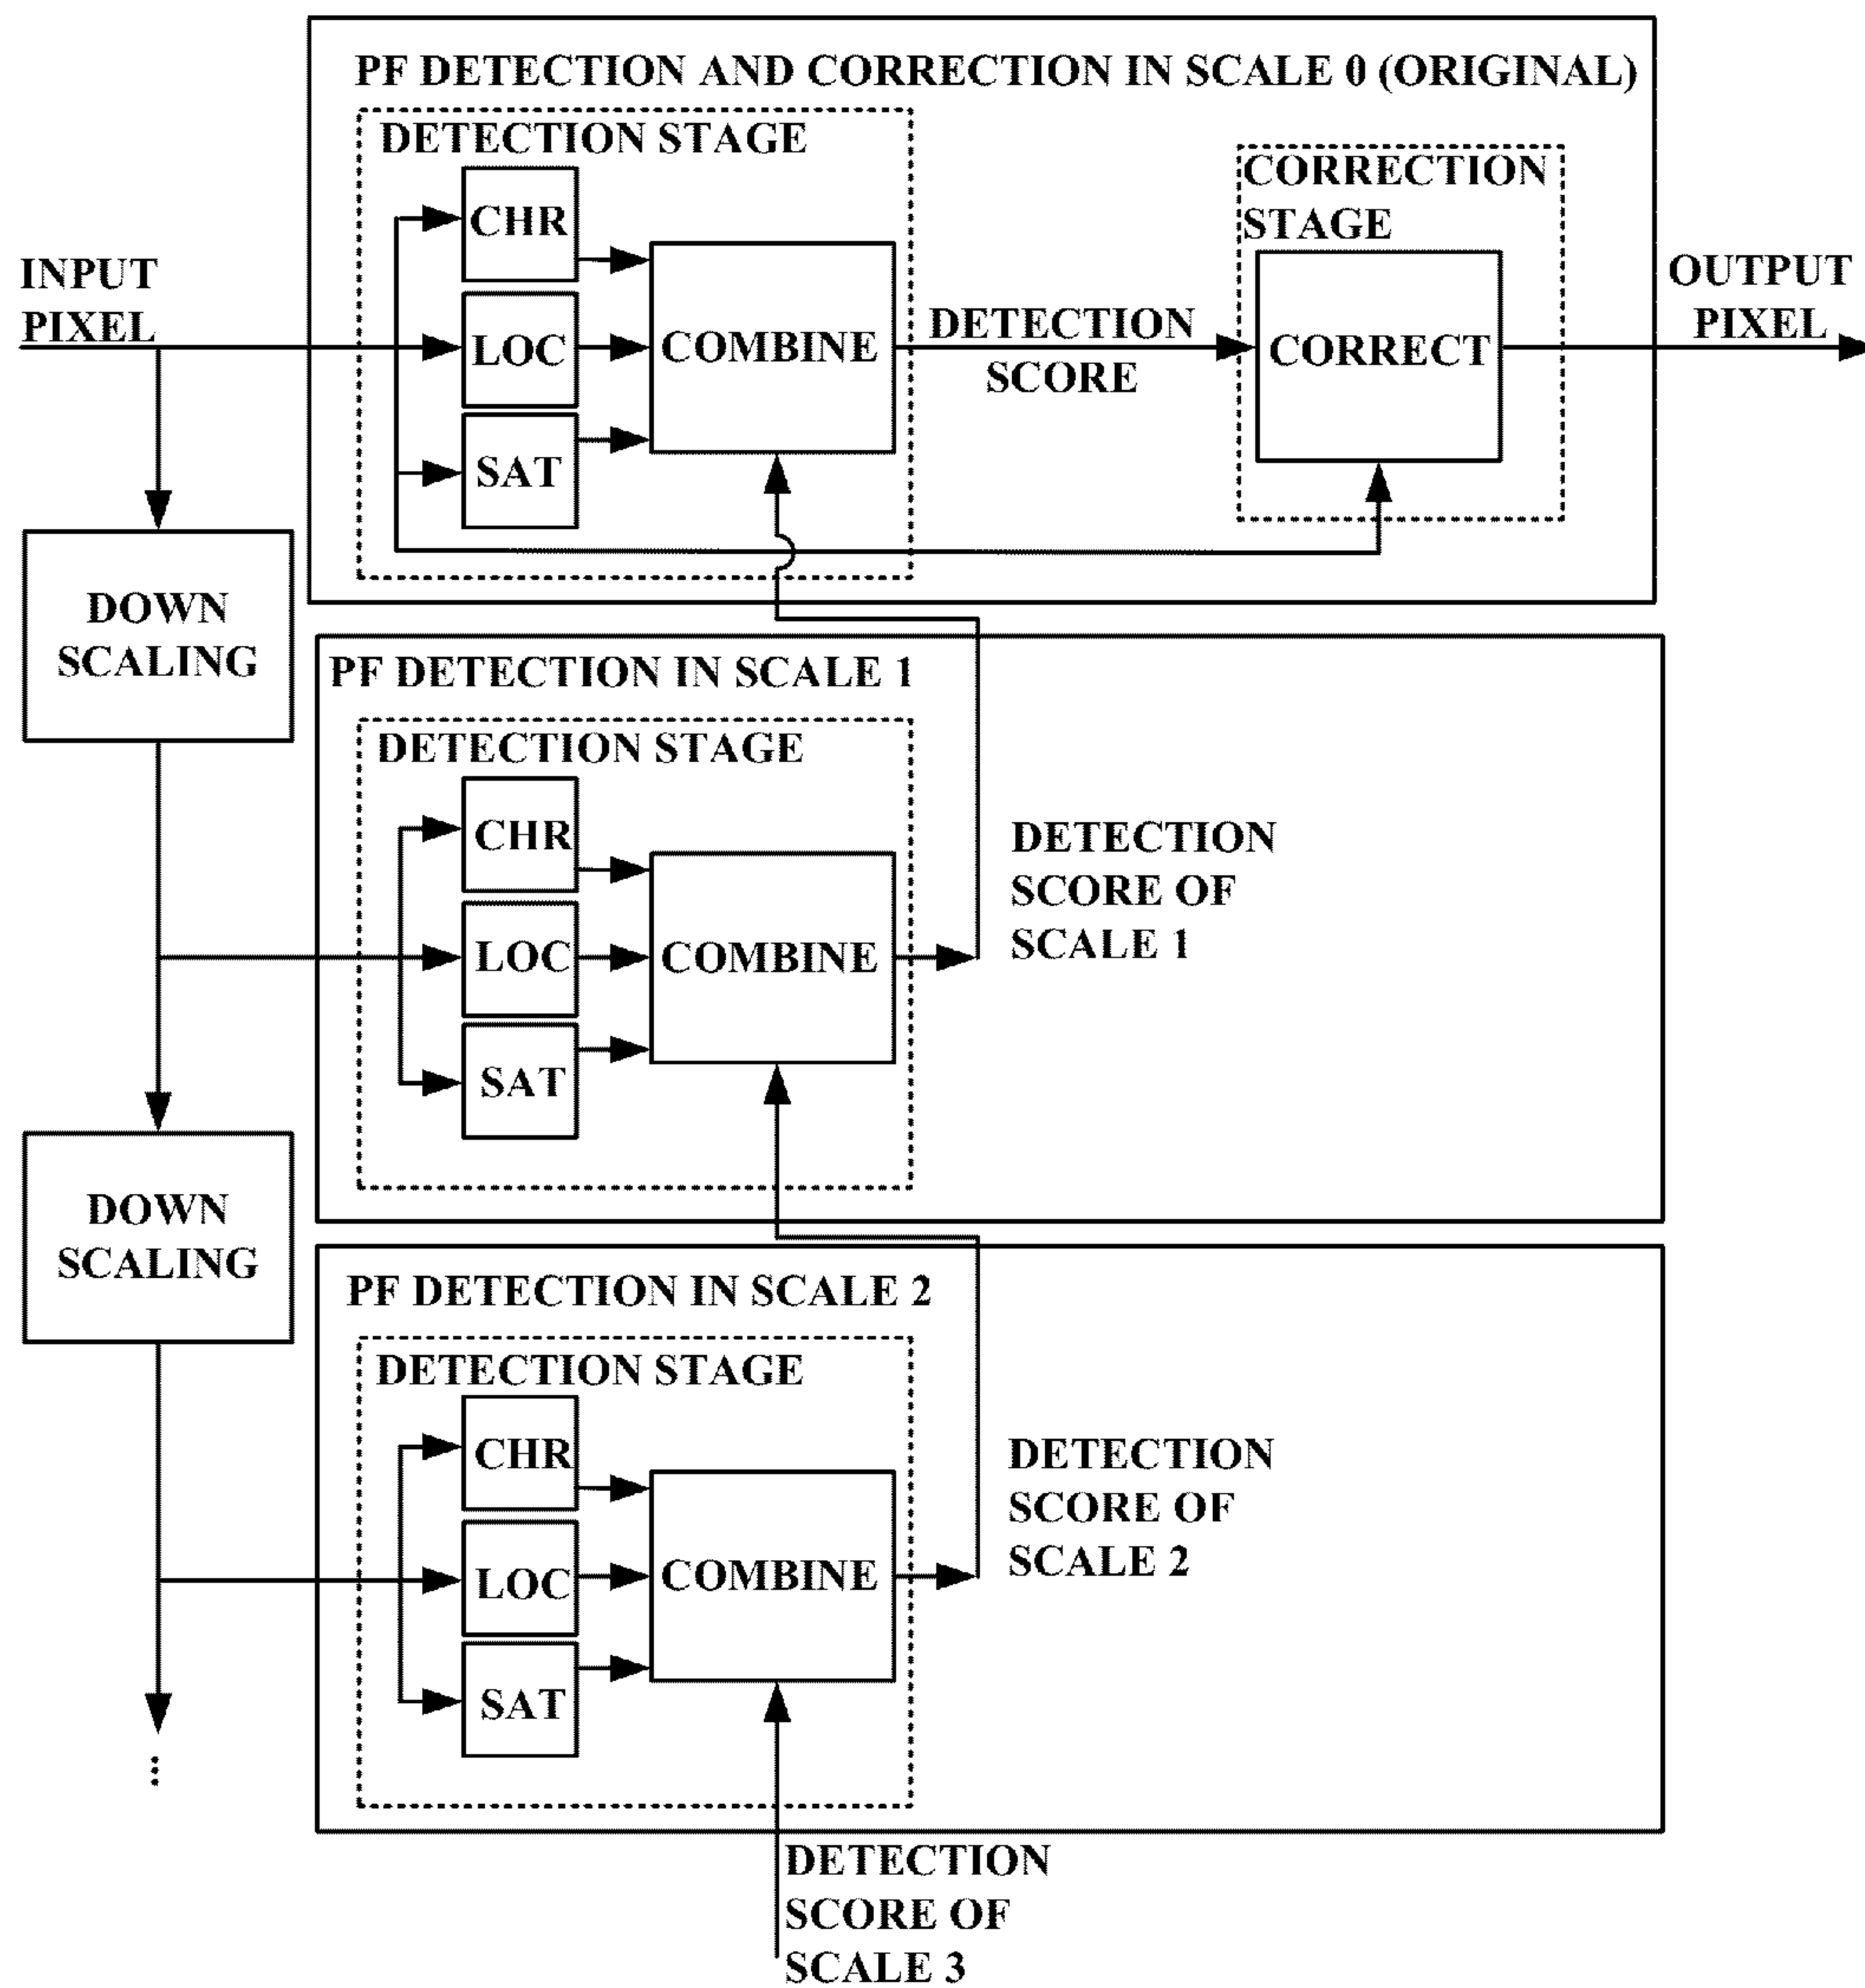 PF DETECTION AND CORRECTION IN SCALE 0 (ORIGINAL)
DETECTION STAGE
CORRECTION
STAGE
CHR
INPUT
PIXEL
LOC
COMBINE
DETECTION
SCORE
CORRECT
OUTPUT
PIXEL
SAT
DOWN
SCALING
PF DETECTION IN SCALE 1
DETECTION STAGE
CHR
LOC
COMBINE
SAT
DETECTION
SCORE OF
SCALE 1
DOWN
SCALING
PF DETECTION IN SCALE 2
DETECTION STAGE
CHR
LOC
COMBINE
SAT
DETECTION
SCORE OF
SCALE 2
...
DETECTION
SCORE OF
SCALE 3